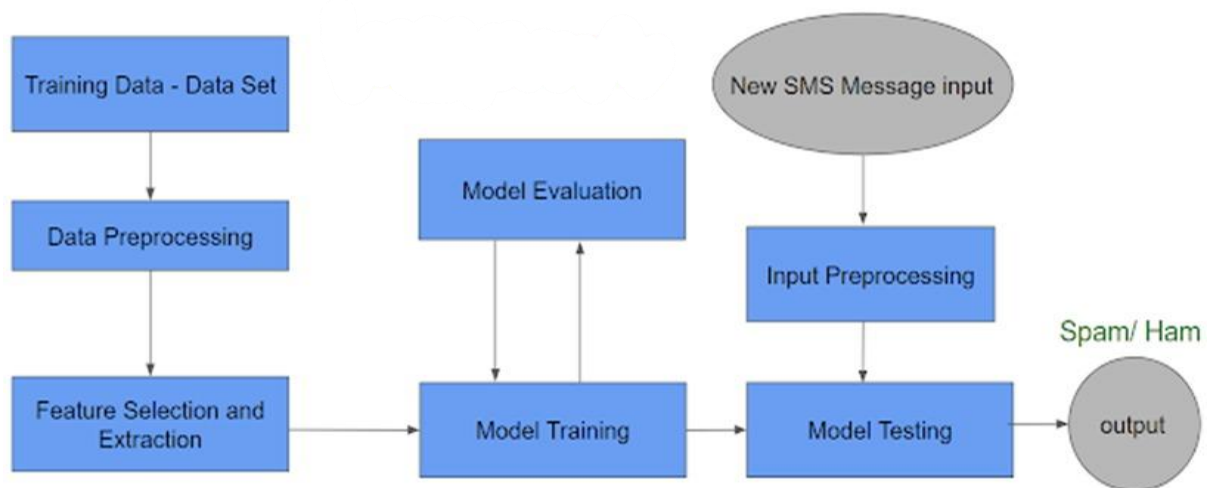 Training Data - Data Set
New SMS Message input
Model Evaluation
Data Preprocessing
Input Preprocessing
Spam/ Ham
Feature Selection and
Extraction
Model Training
Model Testing
output